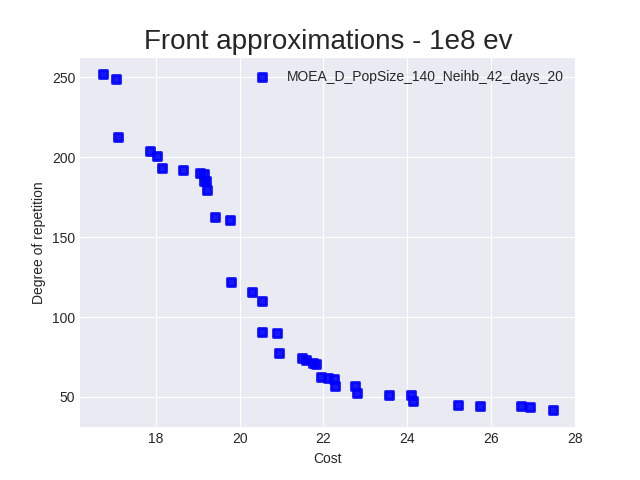 Front approximations - 1e8 ev
MOEA_D_PopSize_140_Neihb_42_days_20
250
200
150
100
50
Degree of repetition
18 20 22 24 26 28
Cost